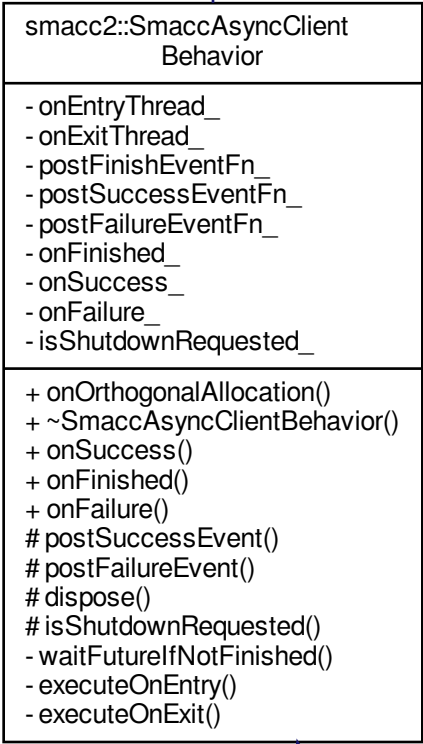 smacc2::SmaccAsyncClient
Behavior
- onEntryThread_
- onExitThread_
- postFinishEventFn_
- postSuccessEventFn_
- postFailureEventFn_
- onFinished_
- onSuccess_
- onFailure_
- isShutdownRequested_
+ onOrthogonalAllocation()
+ ~SmaccAsyncClientBehavior()
+ onSuccess()
+ onFinished()
+ onFailure()
# postSuccessEvent()
# postFailureEvent()
# dispose()
# isShutdownRequested()
- waitFutureIfNotFinished()
- executeOnEntry()
- executeOnExit()